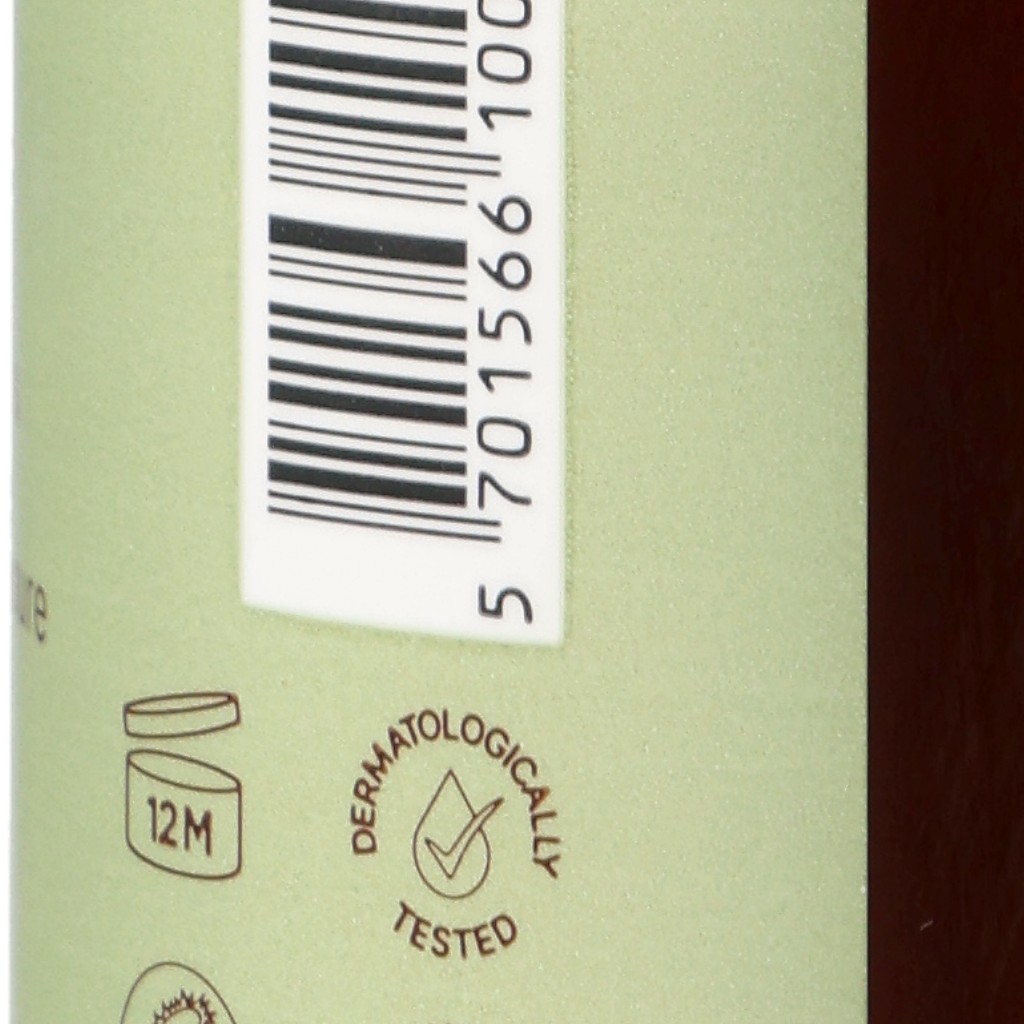 5 701566 100
12M
DERMATOLOGICALLY
TESTED